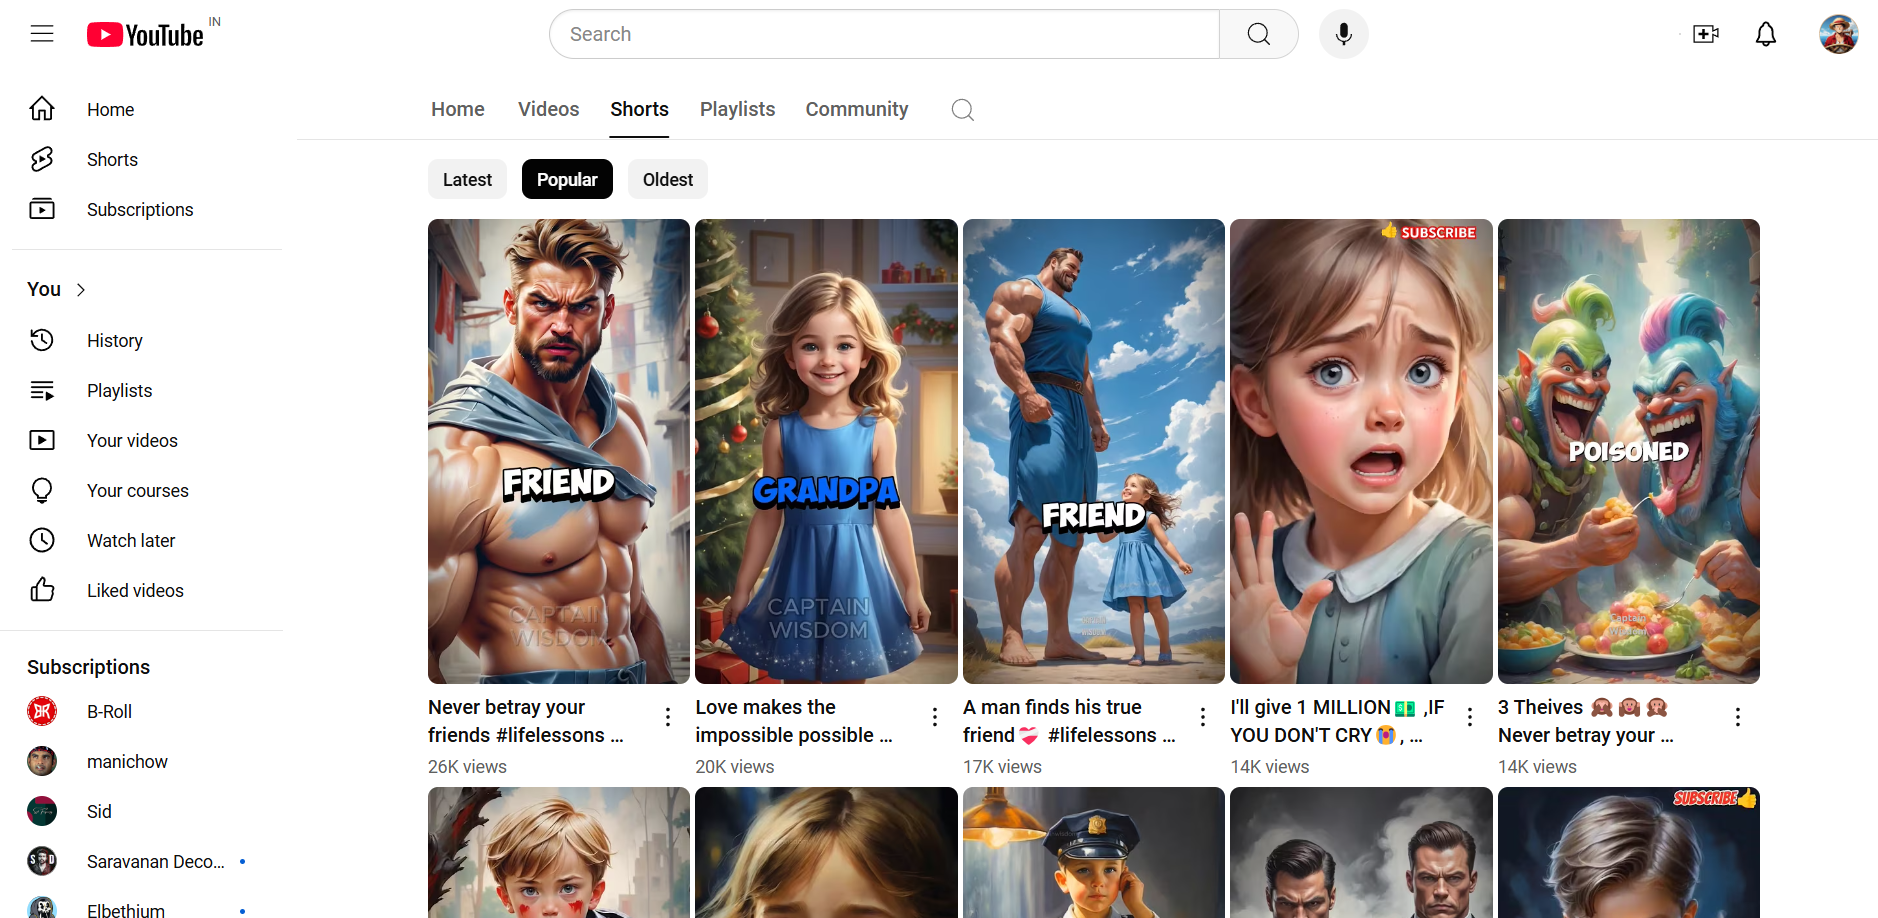 YouTube IN
Search
Home
Shorts
Subscriptions
You
History
Playlists
Your videos
Your courses
Watch later
Liked videos
Subscriptions
B-Roll
manichow
Sid
Saravanan Deco...
Elbethium
Home Videos Shorts Playlists Community
Latest Popular Oldest
FRIEND
CAPTAIN
WISDOM
Never betray your
friends #lifelessons ...
26K views
GRANDPA
CAPTAIN
WISDOM
Love makes the
impossible possible ...
20K views
FRIEND
A man finds his true
friend💝 #lifelessons ...
17K views
👍 SUBSCRIBE
I'll give 1 MILLION💵 ,IF
YOU DON'T CRY😭, ...
14K views
POISONED
Captain
Wisdom
3 Theives 🙈🙉🙊
Never betray your ...
14K views
SUBSCRIBE👍